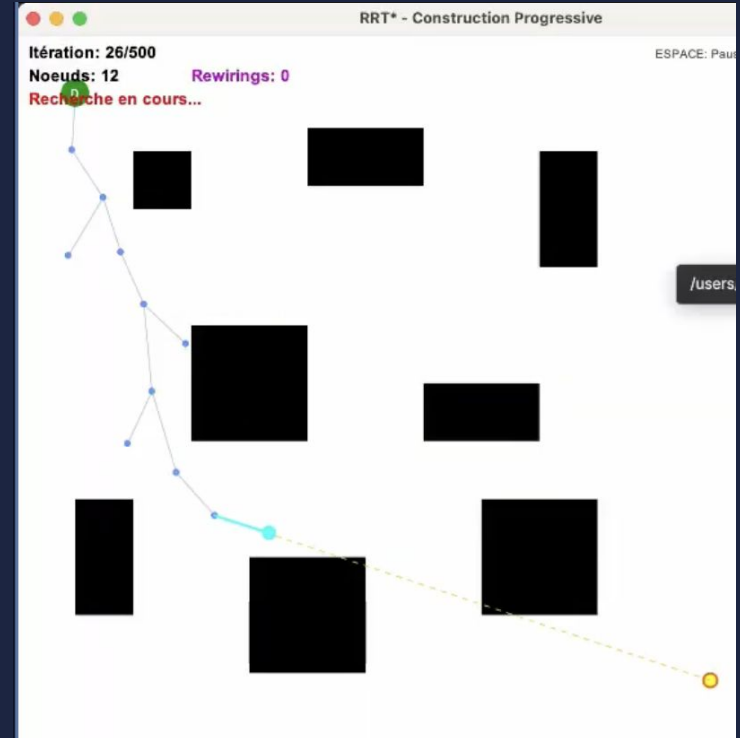 RRT* - Construction Progressive
Itération: 26/500
ESPACE: Paus
Noeuds: 12 Rewirings: 0
D
Recherche en cours...
/users/